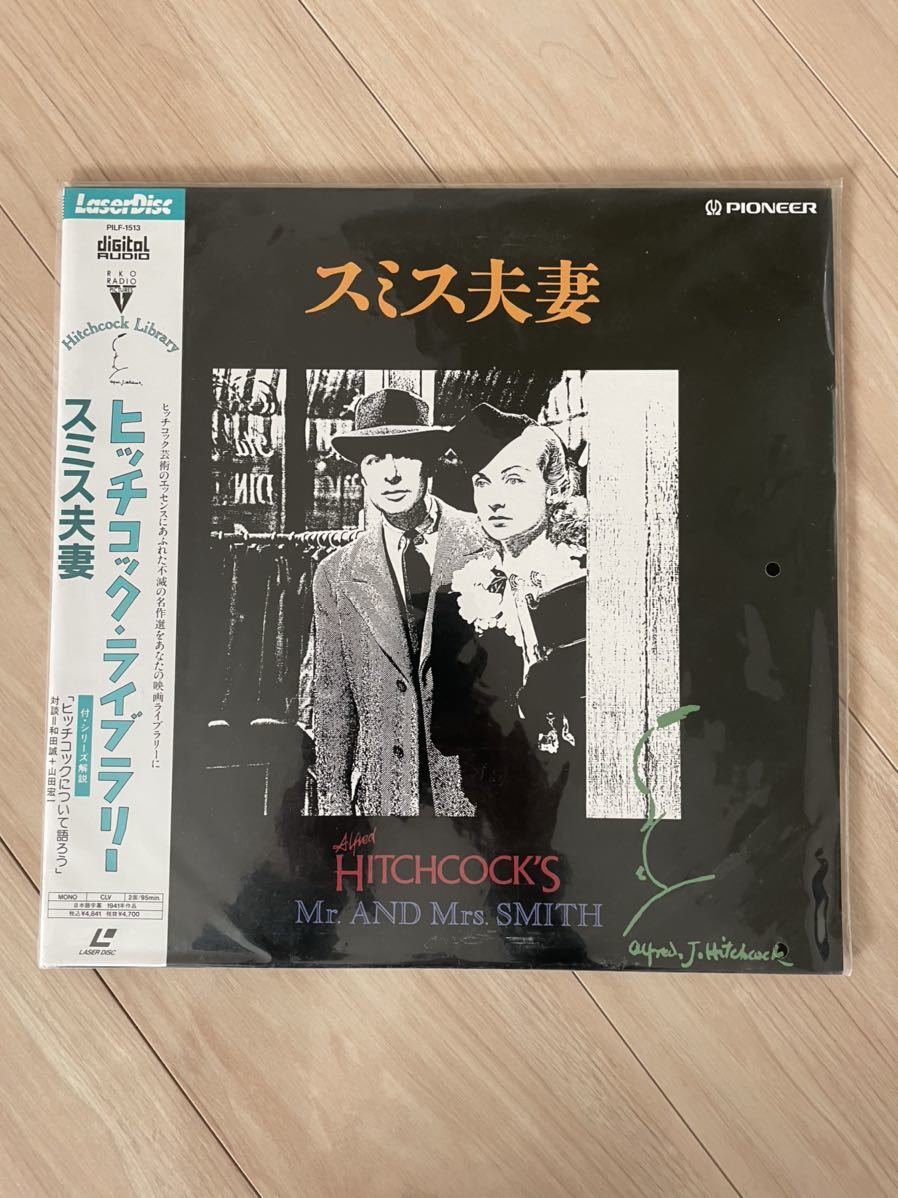 LaserDisc
PILF-1513
digital
AUDIO
RKO
RADIO
PICTURES
Hitchcock Library
Alfred.J.Hitchcock.
ヒッチコック・ライブラリー
スミス夫妻
ヒッチコック芸術のエッセンスにあふれた不滅の名作選をあなたの映画ライブラリーに
付・シリーズ解説
「ヒッチコックについて語ろう」
対談=和田誠+山田宏一
MONO CLV 2面/95min.
日本語字幕 1941年作品
税込¥4,841 税抜¥4,700
LASER DISC
PIONEER
スミス夫妻
DIN
Alfred
HITCHCOCK'S
Mr. AND Mrs. SMITH
Alfred.J.Hitchcock